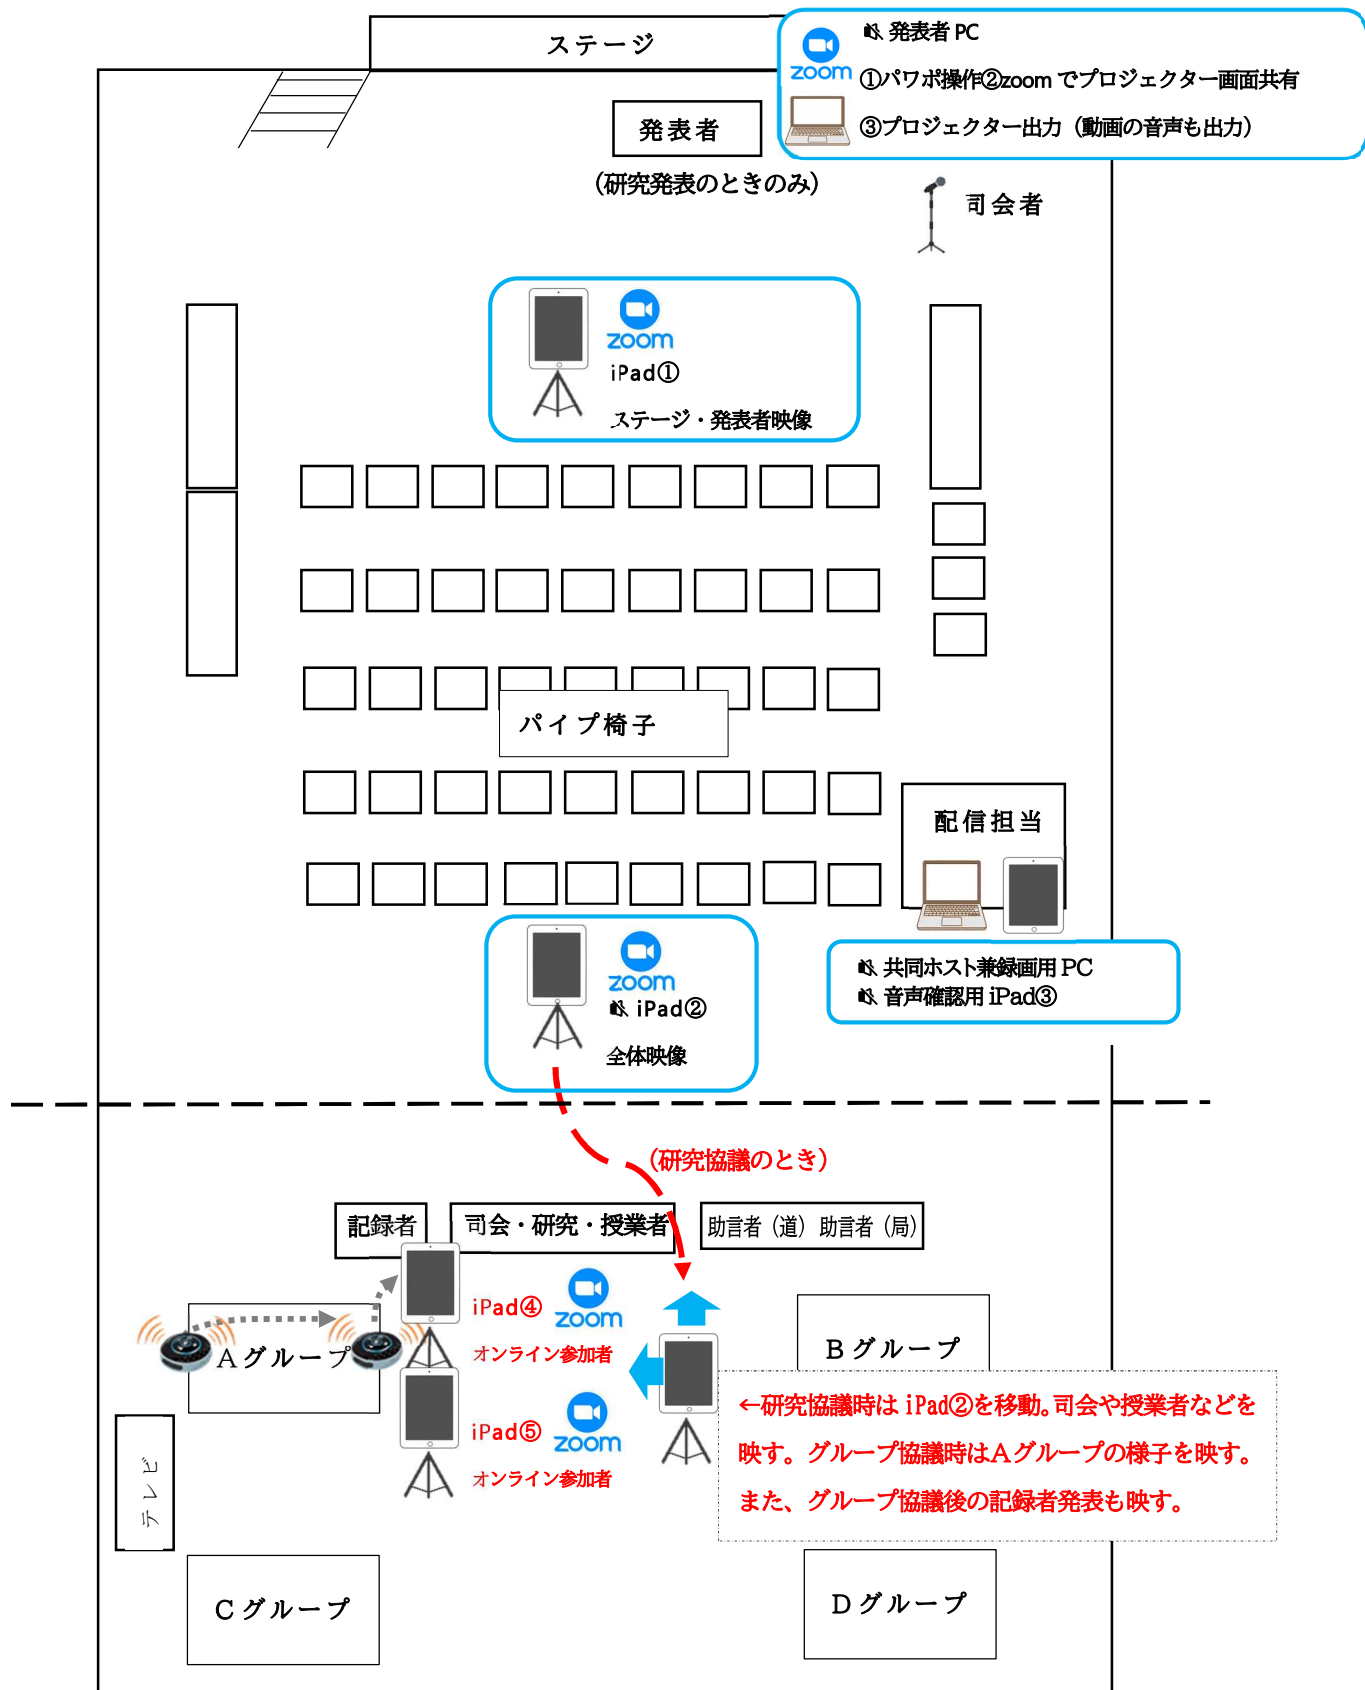 ステージ
zoom
発表者 PC
①パワポ操作②zoom でプロジェクター画面共有
③プロジェクター出力（動画の音声も出力）
発表者
（研究発表のときのみ）
司会者
zoom
iPad①
ステージ・発表者映像
パイプ椅子
配信担当
共同ホスト兼録画用 PC
音声確認用 iPad③
zoom
iPad②
全体映像
（研究協議のとき）
記録者
司会・研究・授業者
助言者（道）助言者（局）
iPad④
zoom
オンライン参加者
Aグループ
Bグループ
iPad⑤
zoom
オンライン参加者
←研究協議時は iPad②を移動。司会や授業者などを
映す。グループ協議時はAグループの様子を映す。
また、グループ協議後の記録者発表も映す。
テレビ
Cグループ
Dグループ